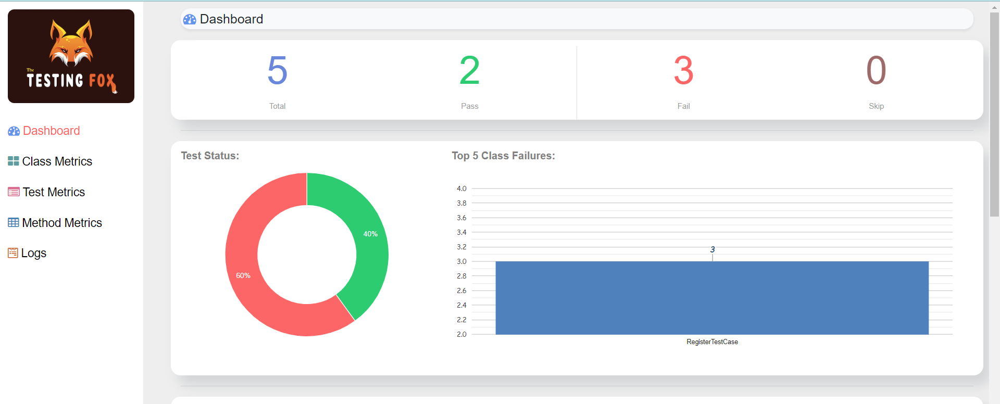 The
TESTING FOX
Dashboard
Class Metrics
Test Metrics
Method Metrics
Logs
Dashboard
5
Total
2
Pass
3
Fail
0
Skip
Test Status:
40%
60%
Top 5 Class Failures:
4.0
3.8
3.6
3.4
3.2
3.0
2.8
2.6
2.4
2.2
2.0
3
RegisterTestCase